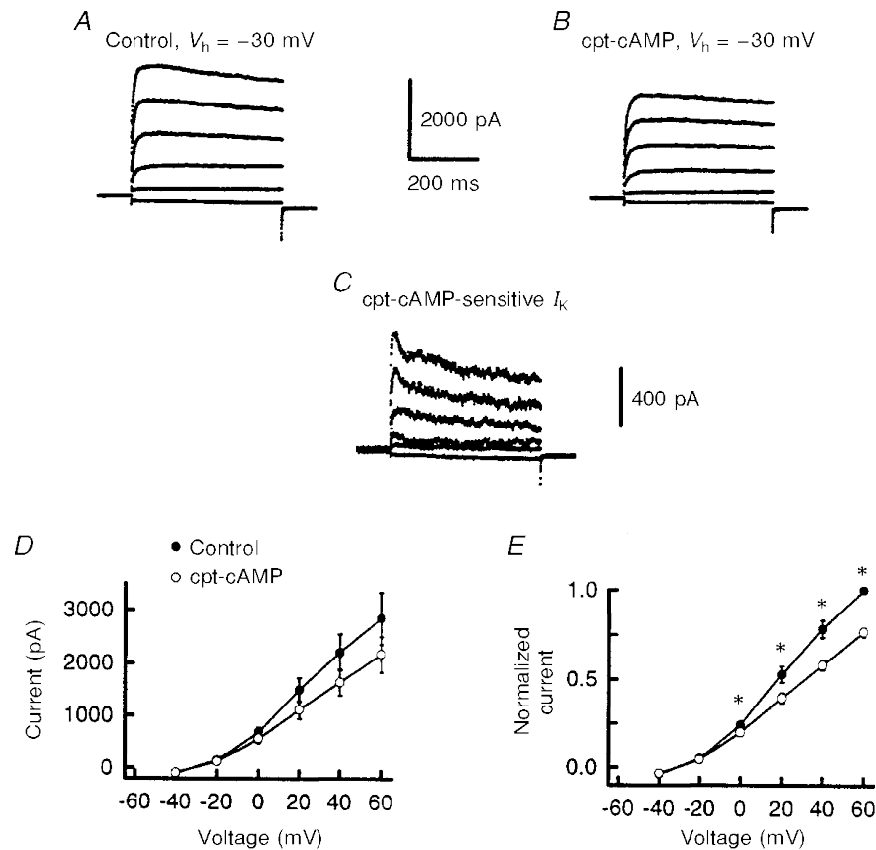 A
Control, Vh = −30 mV
B
cpt-cAMP, Vh = −30 mV
2000 pA
200 ms
C
cpt-cAMP-sensitive IK
400 pA
D
Control
cpt-cAMP
3000
2000
1000
0
Current (pA)
-60 -40 -20 0 20 40 60
Voltage (mV)
E
1.0
0.5
0.0
Normalized
current
* * * *
-60 -40 -20 0 20 40 60
Voltage (mV)